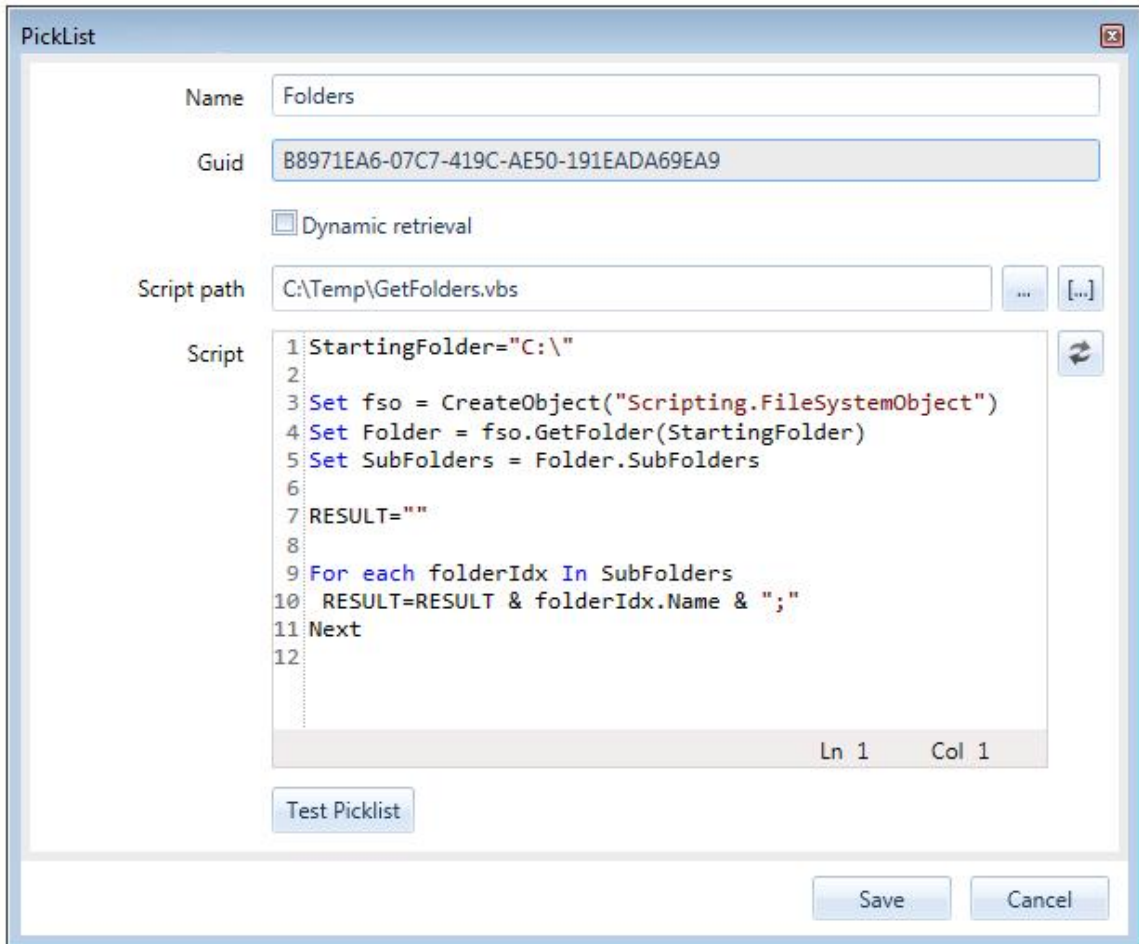 PickList
Name Folders
Guid B8971EA6-07C7-419C-AE50-191EADA69EA9
Dynamic retrieval
Script path C:\Temp\GetFolders.vbs ... [...]
Script
1 StartingFolder="C:\"
2
3 Set fso = CreateObject("Scripting.FileSystemObject")
4 Set Folder = fso.GetFolder(StartingFolder)
5 Set SubFolders = Folder.SubFolders
6
7 RESULT=""
8
9 For each folderIdx In SubFolders
10  RESULT=RESULT & folderIdx.Name & ";"
11 Next
12
Ln 1 Col 1
Test Picklist
Save Cancel